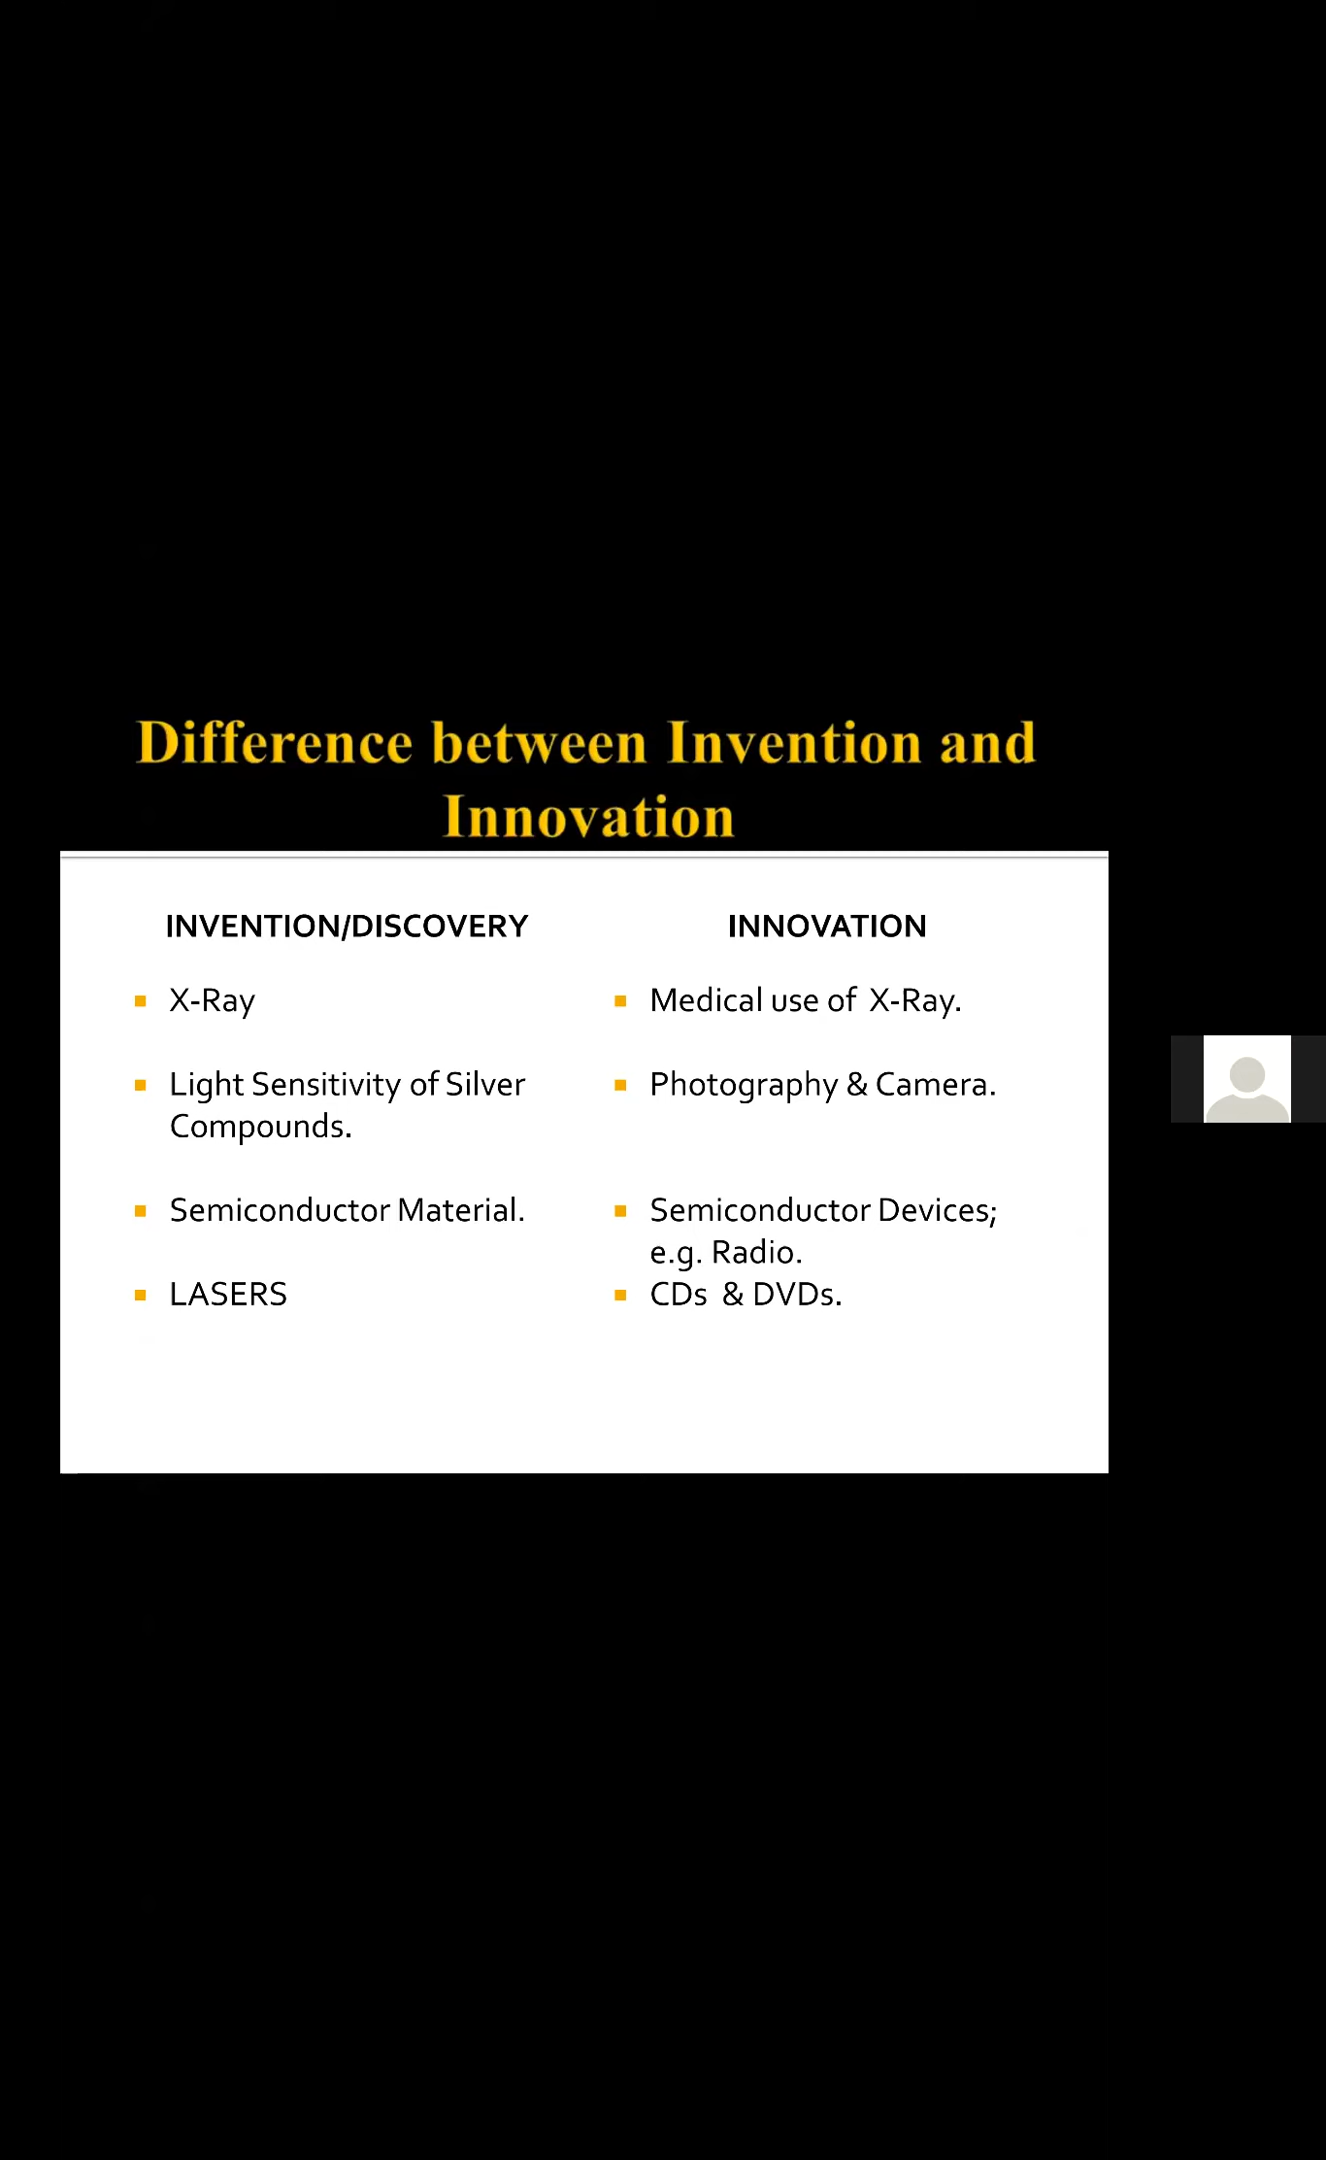 Difference between Invention and
Innovation
INVENTION/DISCOVERY
X-Ray
Light Sensitivity of Silver
Compounds.
Semiconductor Material.
LASERS
INNOVATION
Medical use of X-Ray.
Photography & Camera.
Semiconductor Devices;
e.g. Radio.
CDs & DVDs.